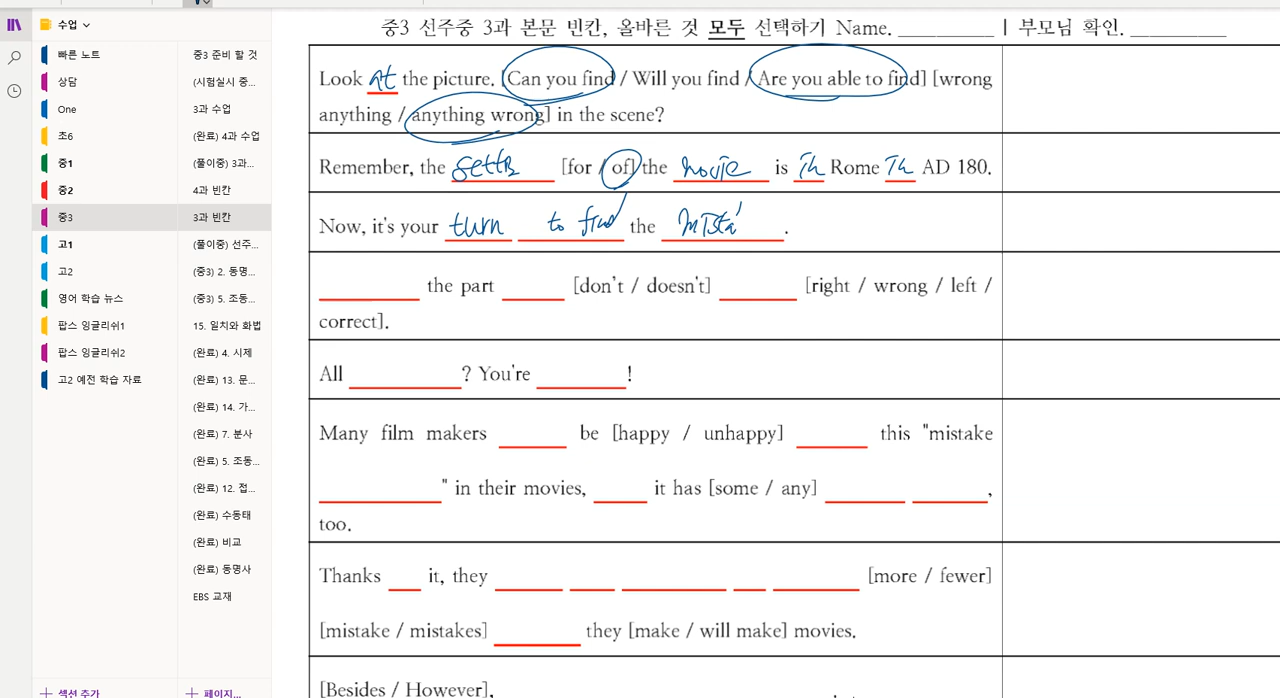 수업
빠른 노트
상담
One
초6
중1
중2
중3
고1
고2
영어 학습 뉴스
팝스 잉글리쉬1
팝스 잉글리쉬2
고2 예전 학습 자료
섹션 추가
중3 준비 할 것
(시험실시 중...
3과 수업
(완료) 4과 수업
(풀이중) 3과...
4과 빈칸
3과 빈칸
(풀이중) 선주...
(중3) 2. 동명...
(중3) 5. 조동...
15. 일치와 화법
(완료) 4. 시제
(완료) 13. 문...
(완료) 14. 가...
(완료) 7. 분사
(완료) 5. 조동...
(완료) 12. 접...
(완료) 수동태
(완료) 비교
(완료) 동명사
EBS 교재
페이지...
중3 선주중 3과 본문 빈칸, 올바른 것 모두 선택하기 Name. _________ | 부모님 확인. _________
Look at the picture. [Can you find / Will you find / Are you able to find] [wrong
anything / anything wrong] in the scene?
Remember, the [for / of] the movie is in Rome in AD 180.
Now, it's your turn to find the .
the part [don't / doesn't] [right / wrong / left /
correct].
All ? You're !
Many film makers be [happy / unhappy] this "mistake
" in their movies, it has [some / any] ,
too.
Thanks it, they [more / fewer]
[mistake / mistakes] they [make / will make] movies.
[Besides / However],